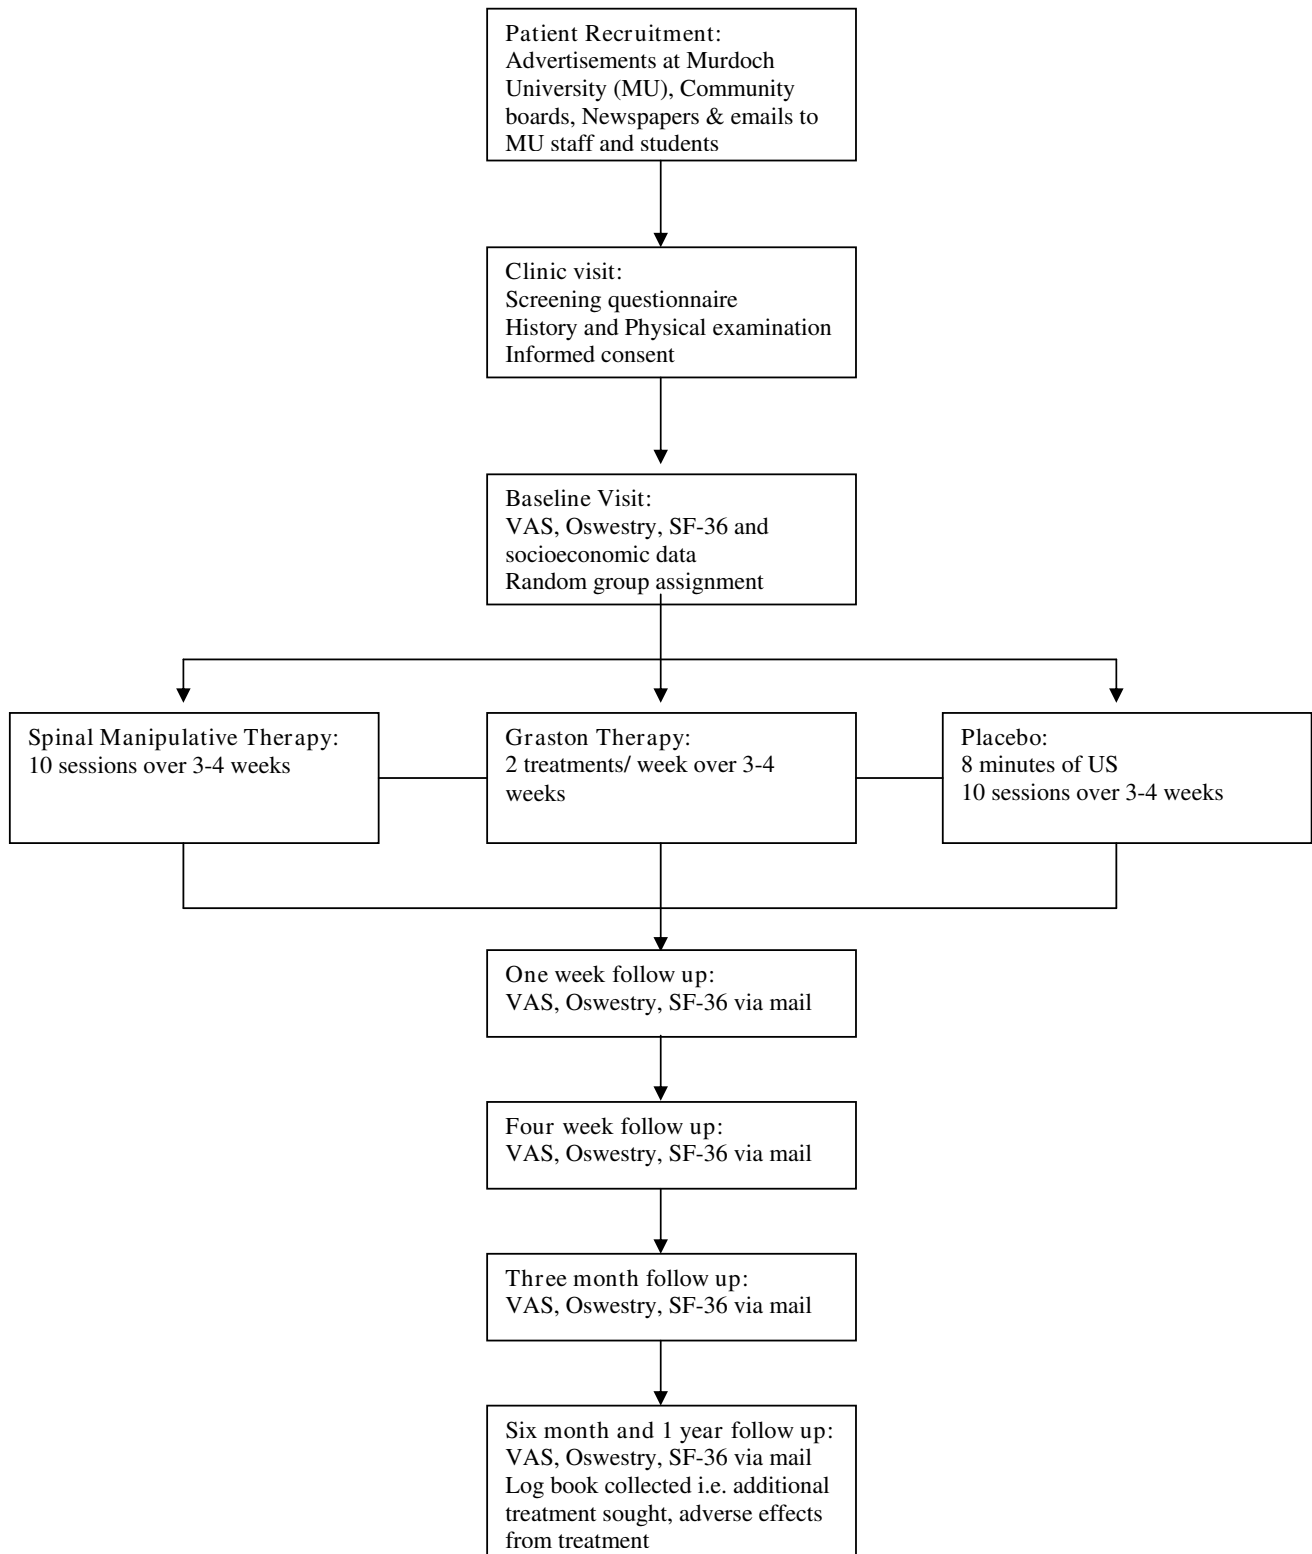 Patient Recruitment:
Advertisements at Murdoch
University (MU), Community
boards, Newspapers & emails to
MU staff and students
Clinic visit:
Screening questionnaire
History and Physical examination
Informed consent
Baseline Visit:
VAS, Oswestry, SF-36 and
socioeconomic data
Random group assignment
Spinal Manipulative Therapy:
10 sessions over 3-4 weeks
Graston Therapy:
2 treatments/ week over 3-4
weeks
Placebo:
8 minutes of US
10 sessions over 3-4 weeks
One week follow up:
VAS, Oswestry, SF-36 via mail
Four week follow up:
VAS, Oswestry, SF-36 via mail
Three month follow up:
VAS, Oswestry, SF-36 via mail
Six month and 1 year follow up:
VAS, Oswestry, SF-36 via mail
Log book collected i.e. additional
treatment sought, adverse effects
from treatment